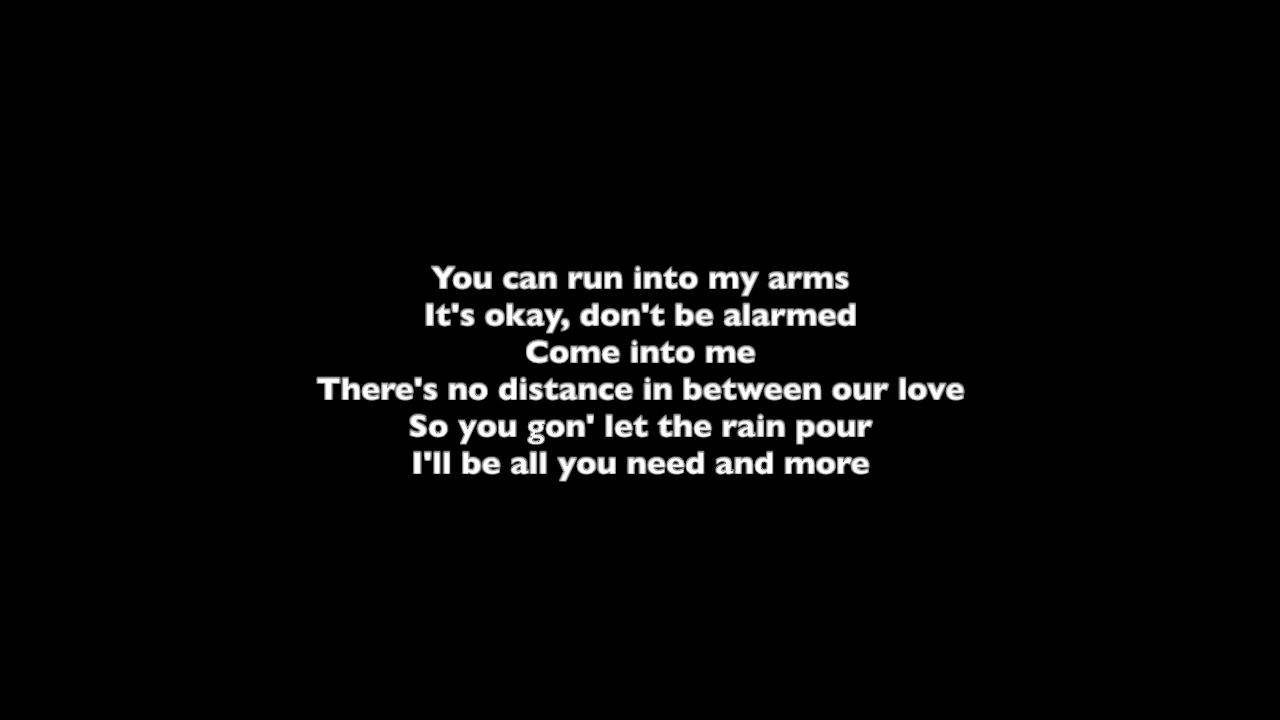 You can run into my arms
It's okay, don't be alarmed
Come into me
There's no distance in between our love
So you gon' let the rain pour
I'll be all you need and more